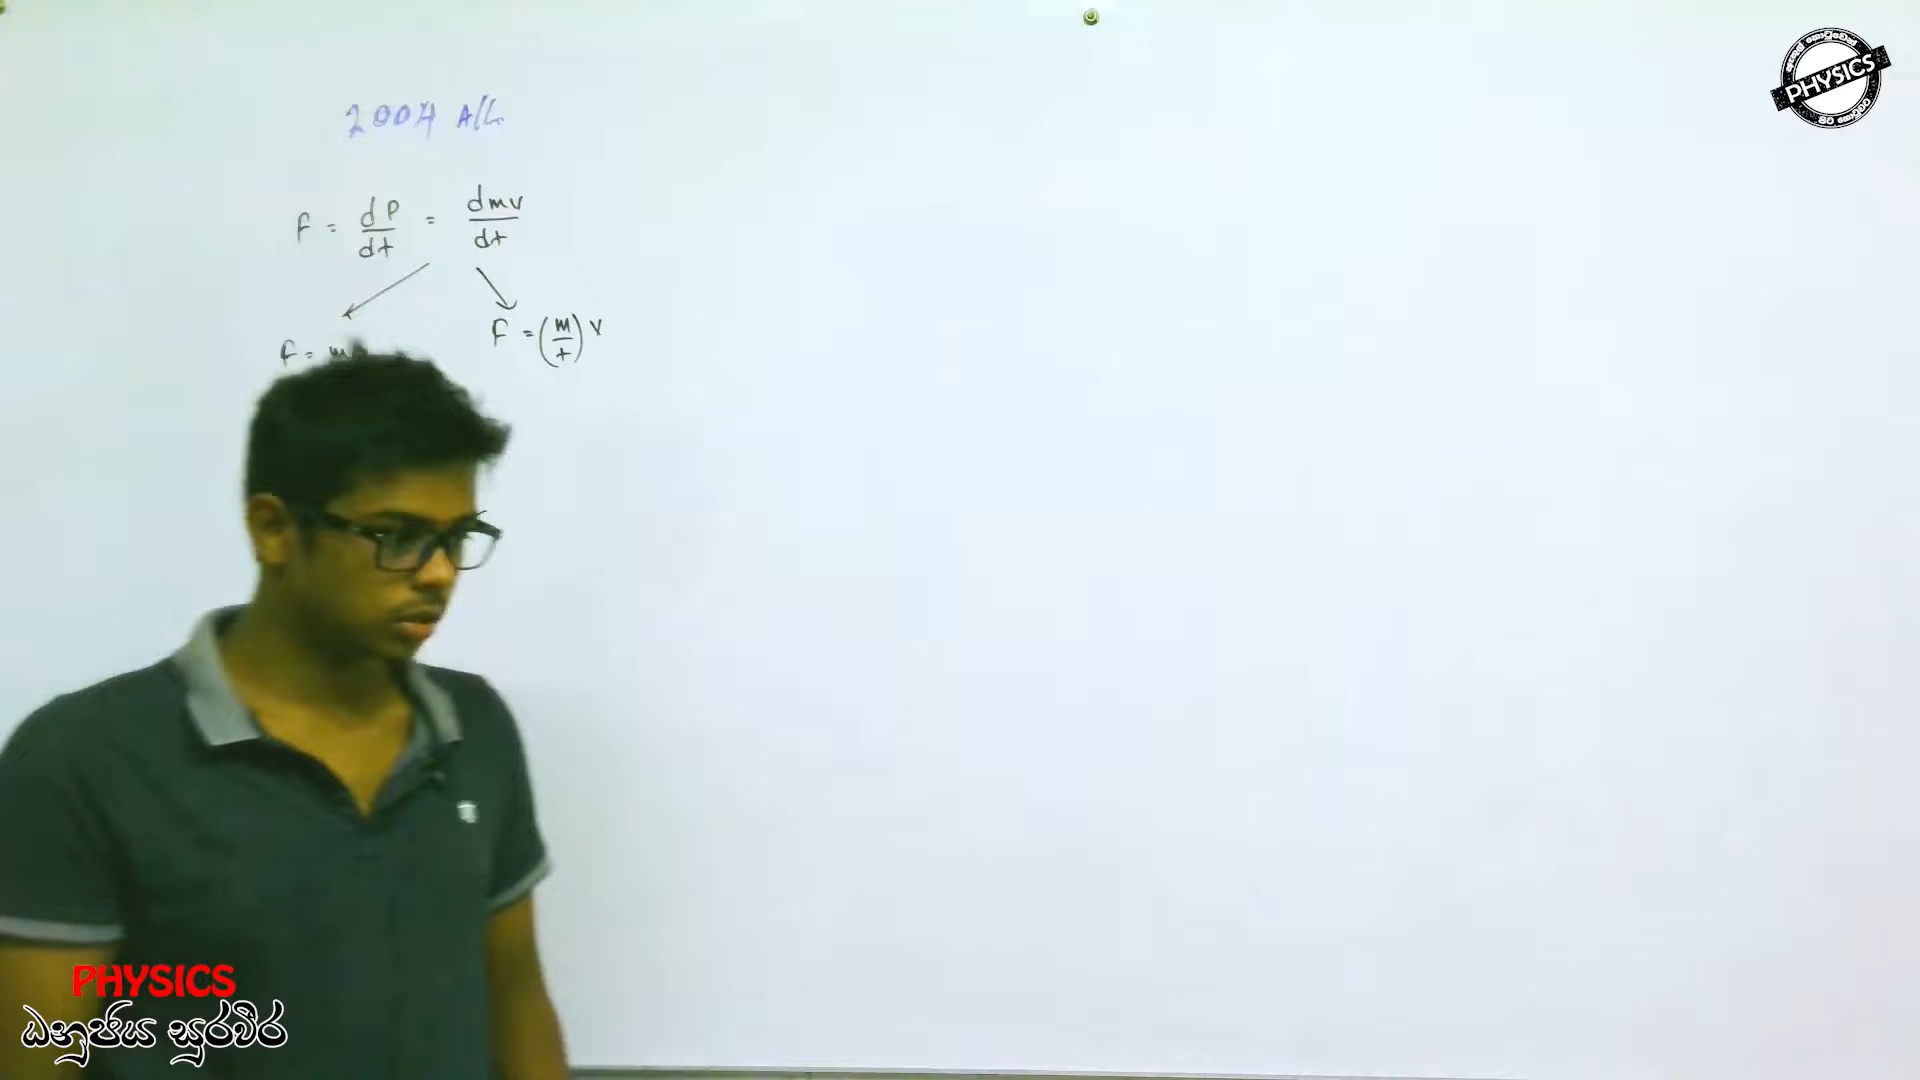 2004 A/L
F = dP/dt = dmv/dt
F = (m/t) V
F = m
PHYSICS
PHYSICS
ධනුජය සූරවීර